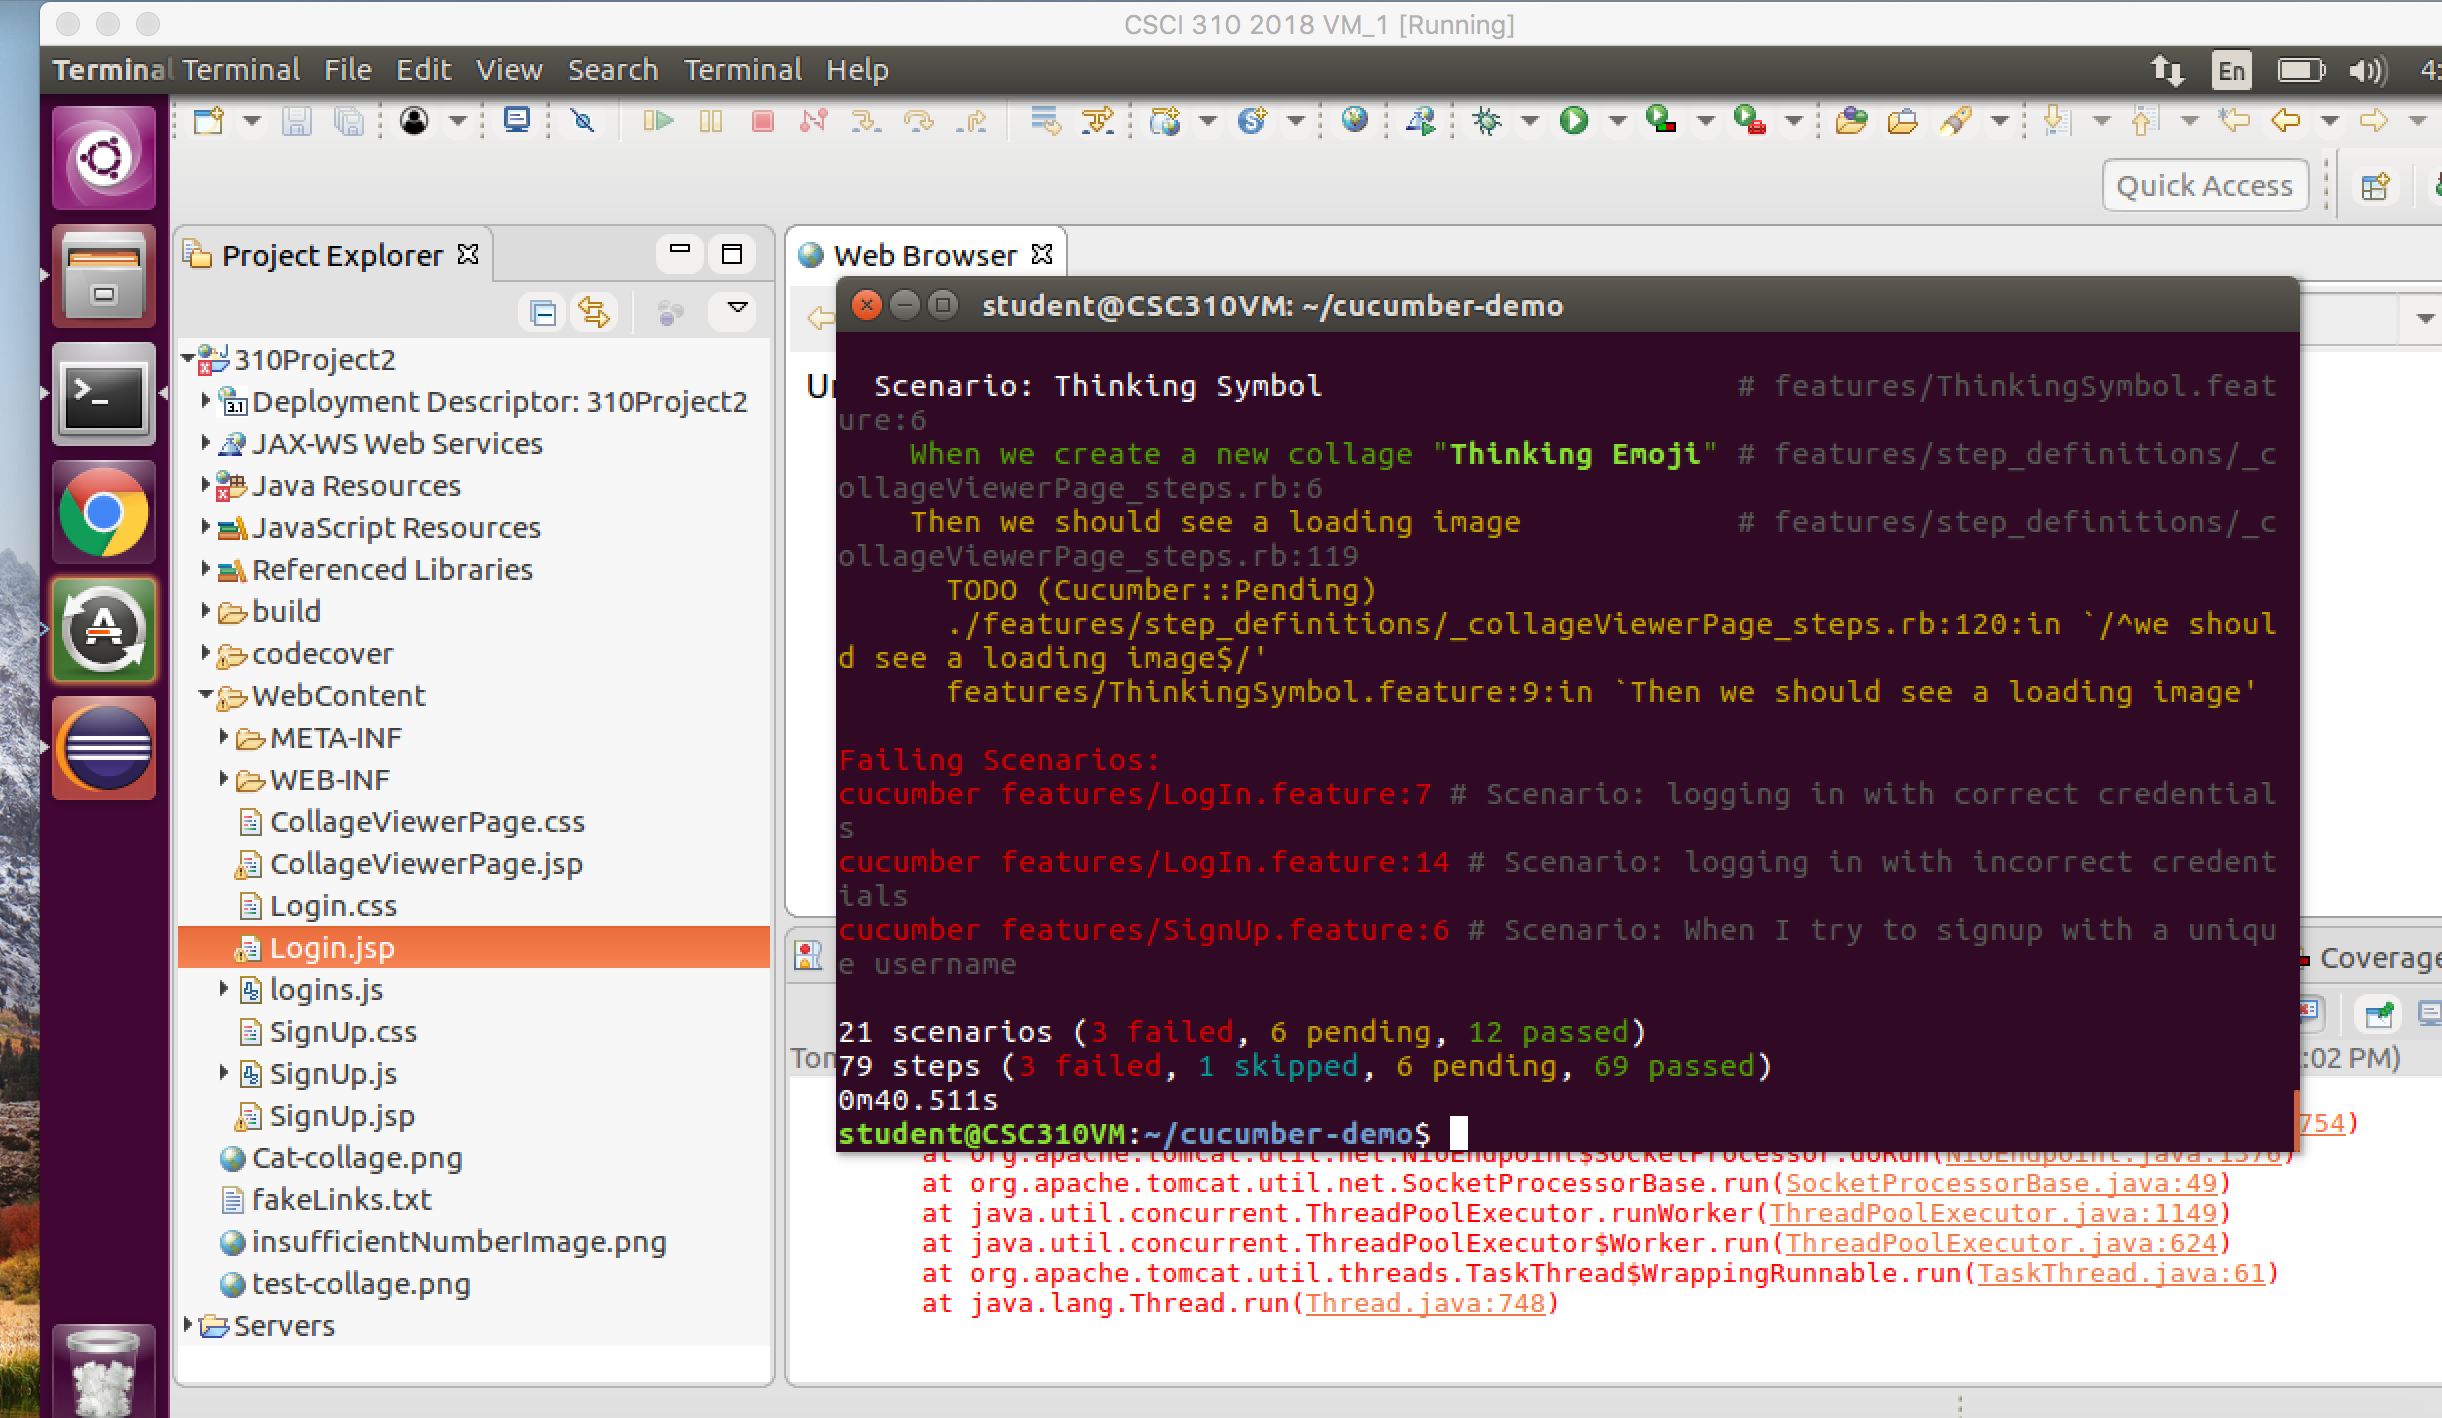 CSCI 310 2018 VM_1 [Running]
Terminal Terminal File Edit View Search Terminal Help
En
Quick Access
Project Explorer
Web Browser
310Project2
Deployment Descriptor: 310Project2
JAX-WS Web Services
Java Resources
JavaScript Resources
Referenced Libraries
build
codecover
WebContent
META-INF
WEB-INF
CollageViewerPage.css
CollageViewerPage.jsp
Login.css
Login.jsp
logins.js
SignUp.css
SignUp.js
SignUp.jsp
Cat-collage.png
fakeLinks.txt
insufficientNumberImage.png
test-collage.png
Servers
student@CSC310VM: ~/cucumber-demo
Scenario: Thinking Symbol # features/ThinkingSymbol.feat
ure:6
When we create a new collage "Thinking Emoji" # features/step_definitions/_c
ollageViewerPage_steps.rb:6
Then we should see a loading image # features/step_definitions/_c
ollageViewerPage_steps.rb:119
TODO (Cucumber::Pending)
./features/step_definitions/_collageViewerPage_steps.rb:120:in `/^we shoul
d see a loading image$/'
features/ThinkingSymbol.feature:9:in `Then we should see a loading image'
Failing Scenarios:
cucumber features/LogIn.feature:7 # Scenario: logging in with correct credential
s
cucumber features/LogIn.feature:14 # Scenario: logging in with incorrect credent
ials
cucumber features/SignUp.feature:6 # Scenario: When I try to signup with a uniqu
e username
21 scenarios (3 failed, 6 pending, 12 passed)
79 steps (3 failed, 1 skipped, 6 pending, 69 passed)
0m40.511s
student@CSC310VM:~/cucumber-demo$
Coverage
:02 PM)
754)
at org.apache.tomcat.util.net.NioEndpoint$SocketProcessor.doRun(NioEndpoint.java:1376)
at org.apache.tomcat.util.net.SocketProcessorBase.run(SocketProcessorBase.java:49)
at java.util.concurrent.ThreadPoolExecutor.runWorker(ThreadPoolExecutor.java:1149)
at java.util.concurrent.ThreadPoolExecutor$Worker.run(ThreadPoolExecutor.java:624)
at org.apache.tomcat.util.threads.TaskThread$WrappingRunnable.run(TaskThread.java:61)
at java.lang.Thread.run(Thread.java:748)